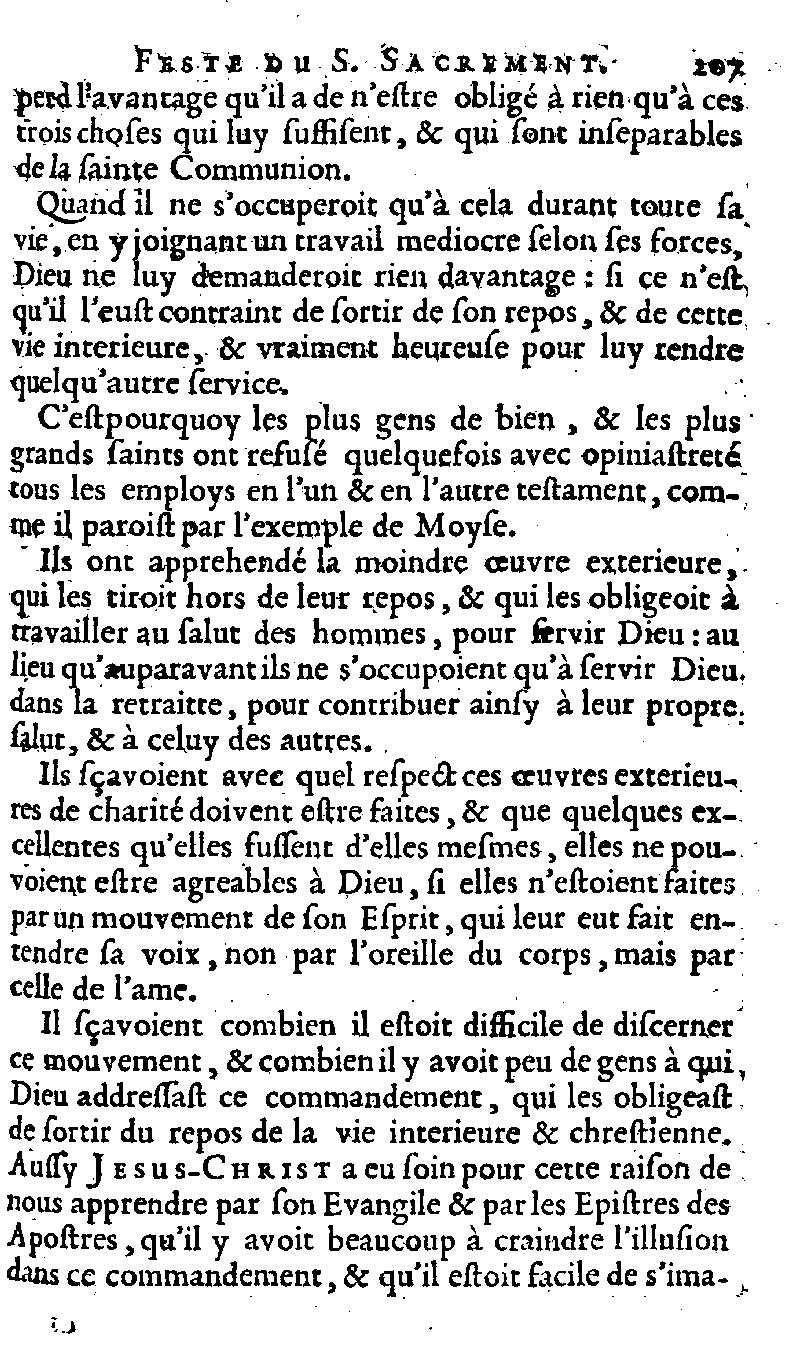 FESTE DU S. SACREMENT. 207
perd l'avantage qu'il a de n'eſtre obligé à rien qu'à ces
trois choſes qui luy ſuffiſent, & qui ſont inſeparables
de la ſainte Communion.
Quand il ne s'occuperoit qu'à cela durant toute ſa
vie, en y joignant un travail mediocre ſelon ſes forces,
Dieu ne luy demanderoit rien davantage : ſi ce n'eſt
qu'il l'euſt contraint de ſortir de ſon repos, & de cette
vie interieure, & vraiment heureuſe pour luy rendre
quelqu'autre ſervice.
C'eſtpourquoy les plus gens de bien, & les plus
grands ſaints ont refuſé quelquefois avec opiniaſtreté
tous les employs en l'un & en l'autre teſtament, com-
me il paroiſt par l'exemple de Moyſe.
Ils ont apprehendé la moindre œuvre exterieure,
qui les tiroit hors de leur repos, & qui les obligeoit à
travailler au ſalut des hommes, pour ſervir Dieu : au
lieu qu'auparavant ils ne s'occupoient qu'à ſervir Dieu
dans la retraitte, pour contribuer ainſy à leur propre
ſalut, & à celuy des autres.
Ils ſçavoient avec quel reſpect ces œuvres exterieu-
res de charité doivent eſtre faites, & que quelques ex-
cellentes qu'elles fuſſent d'elles meſmes, elles ne pou-
voient eſtre agreables à Dieu, ſi elles n'eſtoient faites
par un mouvement de ſon Eſprit, qui leur eut fait en-
tendre ſa voix, non par l'oreille du corps, mais par
celle de l'ame.
Il ſçavoient combien il eſtoit difficile de diſcerner
ce mouvement, & combien il y avoit peu de gens à qui
Dieu addreſſaſt ce commandement, qui les obligeaſt
de ſortir du repos de la vie interieure & chreſtienne.
Auſſy JESUS-CHRIST a eu ſoin pour cette raiſon de
nous apprendre par ſon Evangile & par les Epiſtres des
Apoſtres, qu'il y avoit beaucoup à craindre l'illuſion
dans ce commandement, & qu'il eſtoit facile de s'ima-